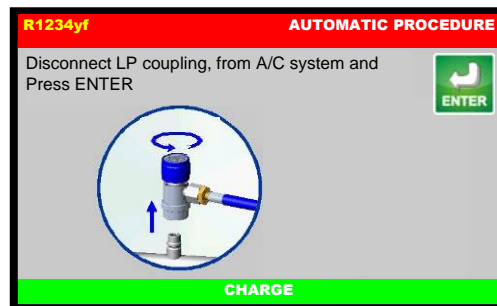 R1234yf AUTOMATIC PROCEDURE
Disconnect LP coupling, from A/C system and
Press ENTER
ENTER
CHARGE